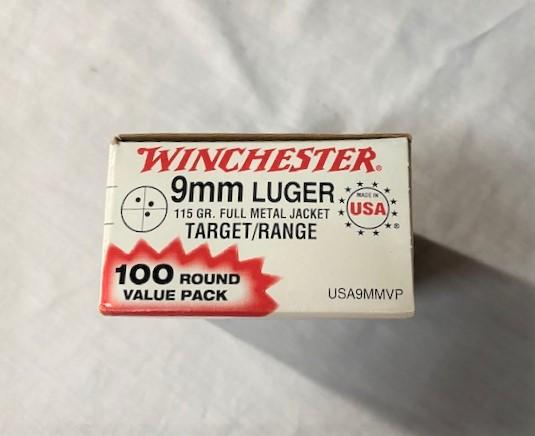 WINCHESTER®
9mm LUGER
115 GR. FULL METAL JACKET
TARGET/RANGE
MADE IN
USA
®
100 ROUND
VALUE PACK
USA9MMVP